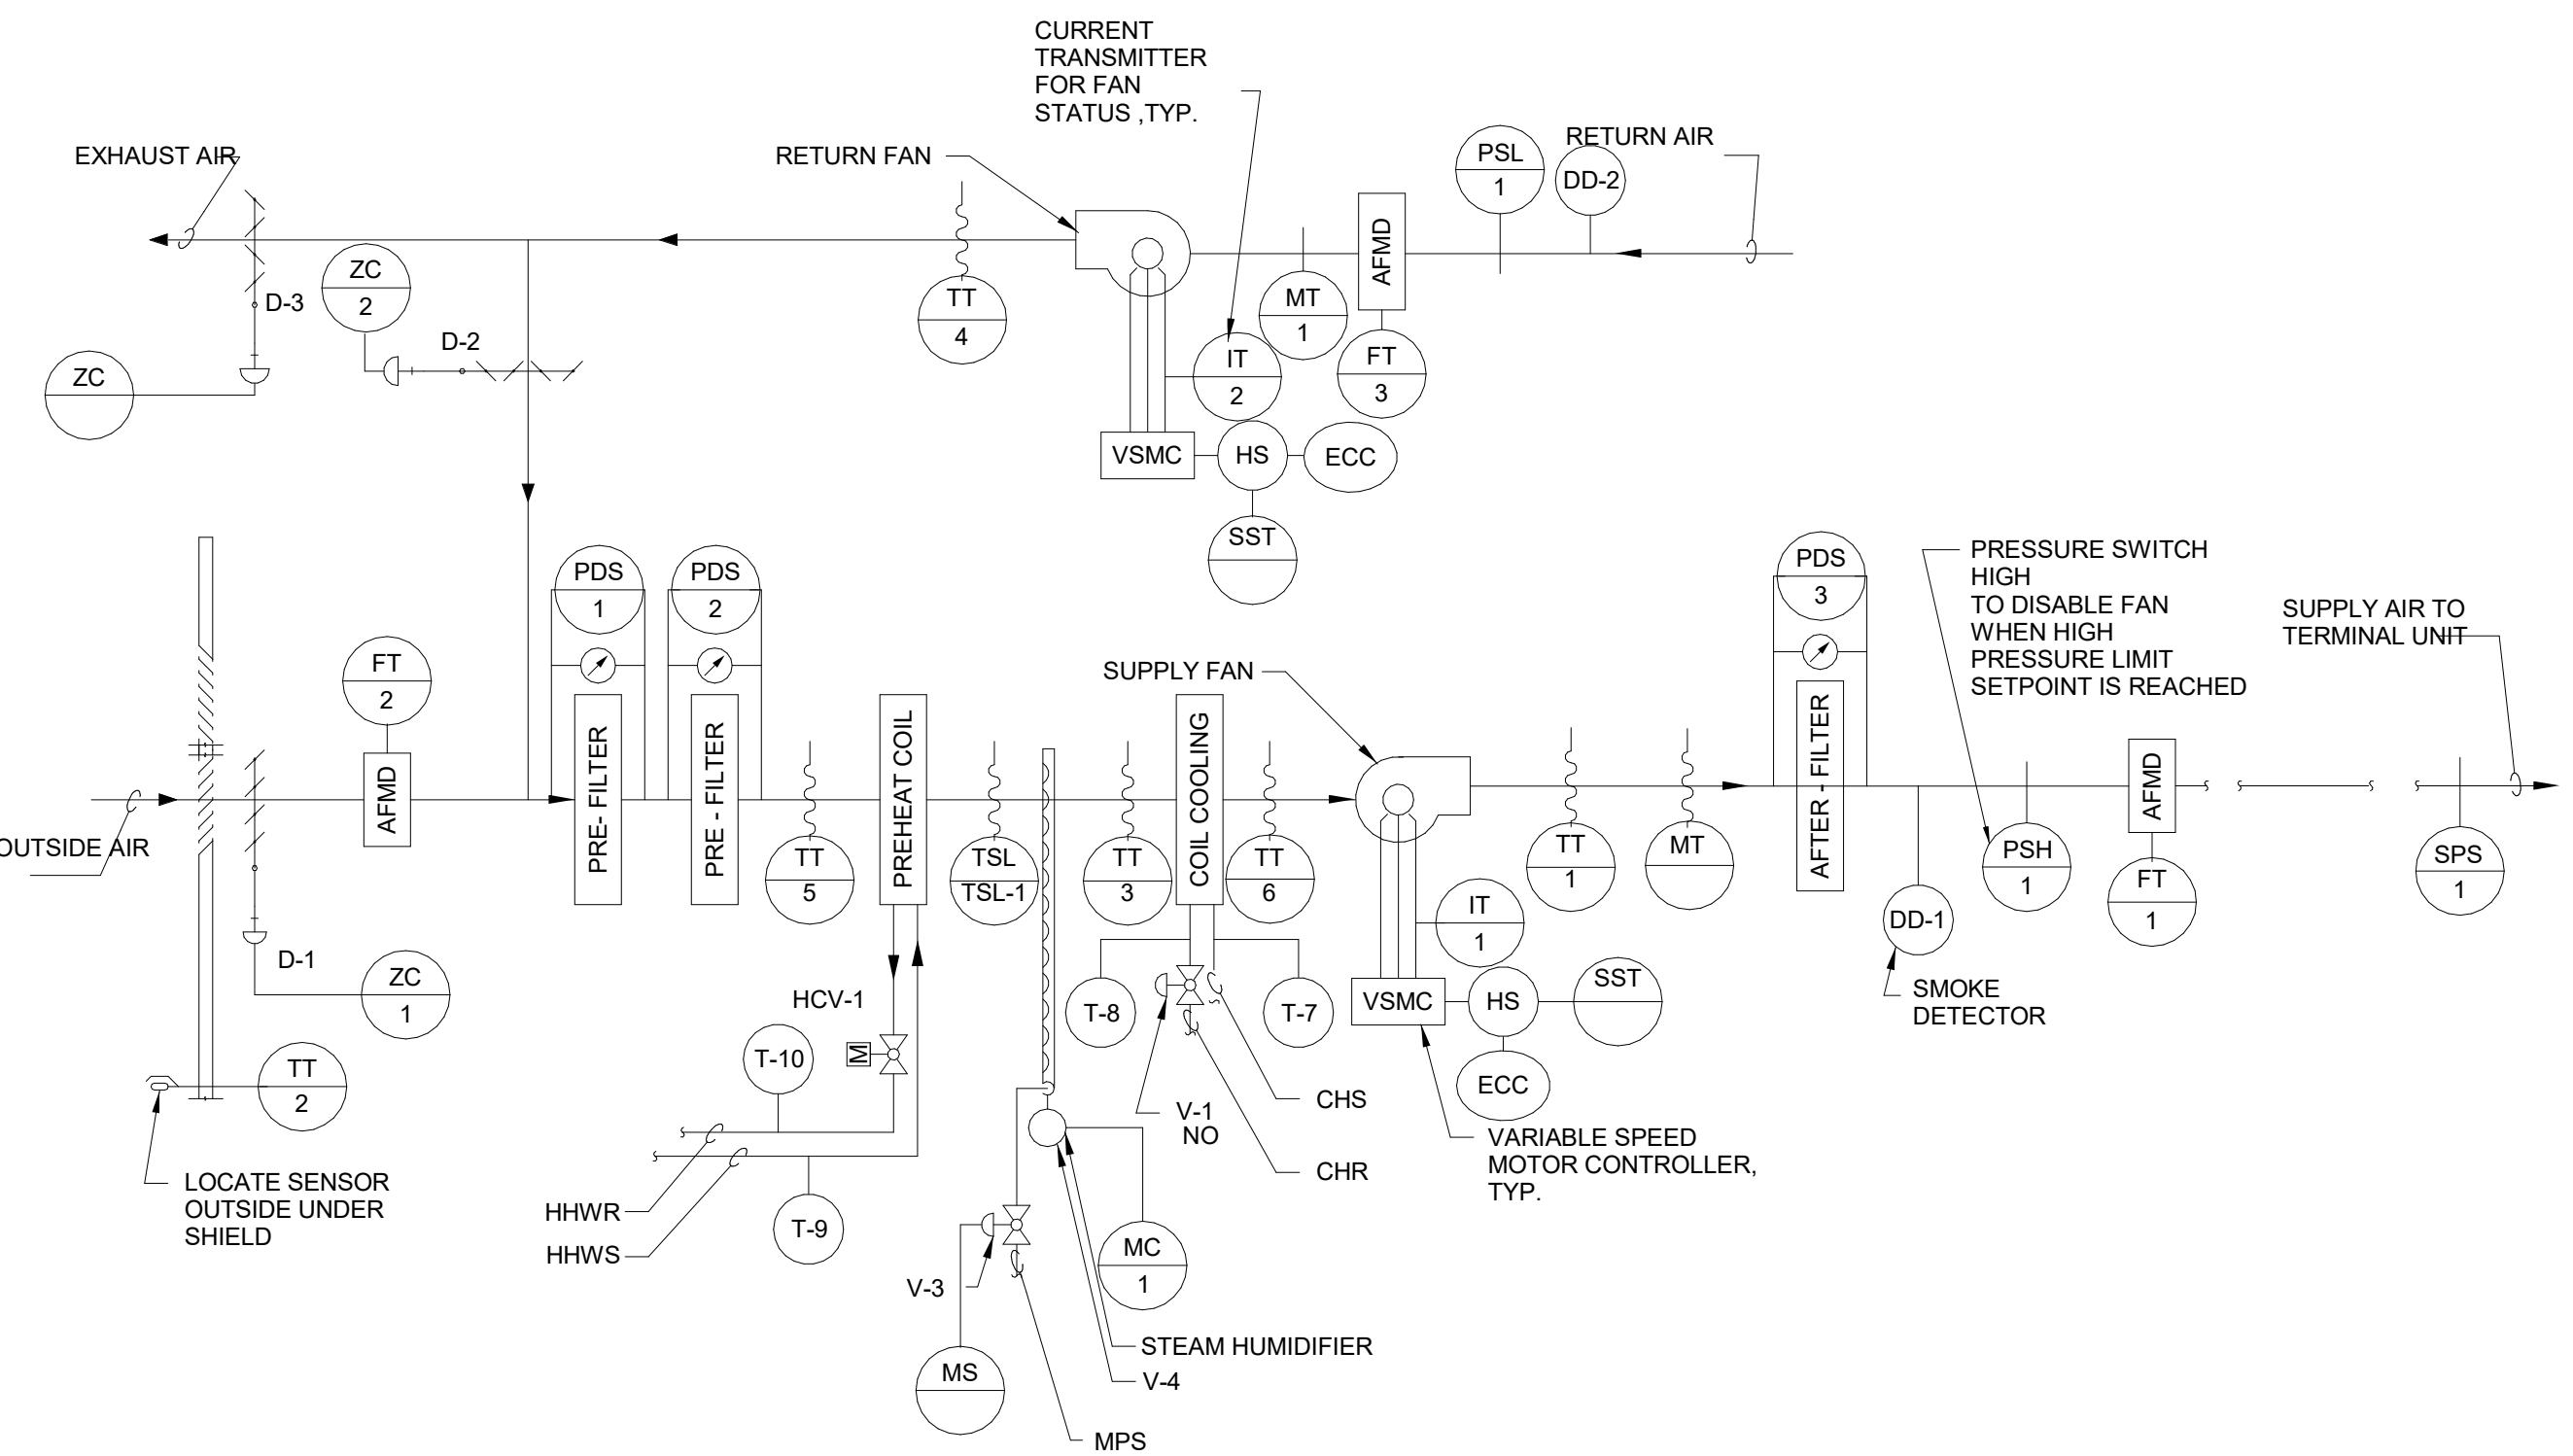 CURRENT
TRANSMITTER
FOR FAN
STATUS ,TYP.
EXHAUST AIR
RETURN FAN
PSL
1
DD-2
RETURN AIR
AFMD
ZC
2
D-3
D-2
ZC
TT
4
MT
1
IT
2
FT
3
VSMC
HS
ECC
SST
PDS
1
PDS
2
PDS
3
PRESSURE SWITCH
HIGH
TO DISABLE FAN
WHEN HIGH
PRESSURE LIMIT
SETPOINT IS REACHED
SUPPLY AIR TO
TERMINAL UNIT
FT
2
SUPPLY FAN
OUTSIDE AIR
AFMD
PRE- FILTER
PRE - FILTER
PREHEAT COIL
COIL COOLING
AFTER - FILTER
AFMD
TT
5
TSL
TSL-1
TT
3
TT
6
TT
1
MT
PSH
1
FT
1
SPS
1
IT
1
DD-1
SMOKE
DETECTOR
D-1
ZC
1
HCV-1
M
T-10
T-8
T-7
VSMC
HS
SST
ECC
TT
2
LOCATE SENSOR
OUTSIDE UNDER
SHIELD
V-1
NO
CHS
CHR
VARIABLE SPEED
MOTOR CONTROLLER,
TYP.
HHWR
HHWS
T-9
V-3
MC
1
STEAM HUMIDIFIER
V-4
MS
MPS